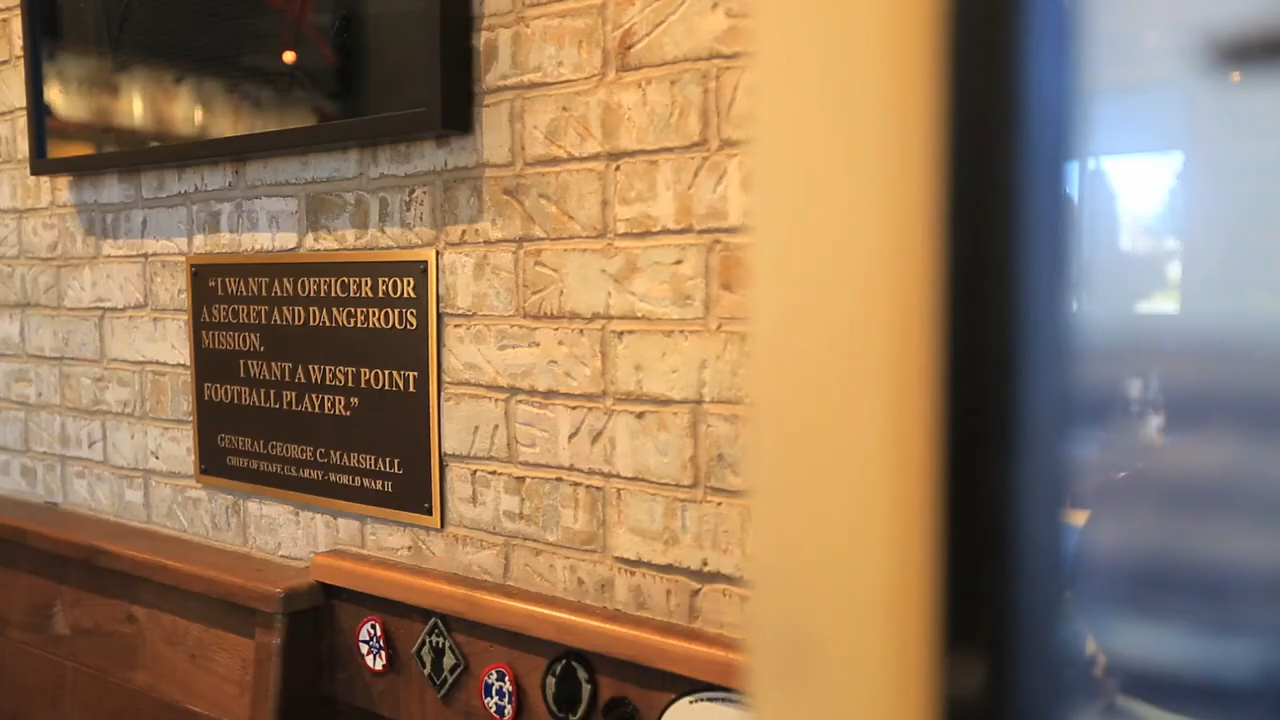 “I WANT AN OFFICER FOR
A SECRET AND DANGEROUS
MISSION.
I WANT A WEST POINT
FOOTBALL PLAYER.”
GENERAL GEORGE C. MARSHALL
CHIEF OF STAFF, U.S. ARMY - WORLD WAR II